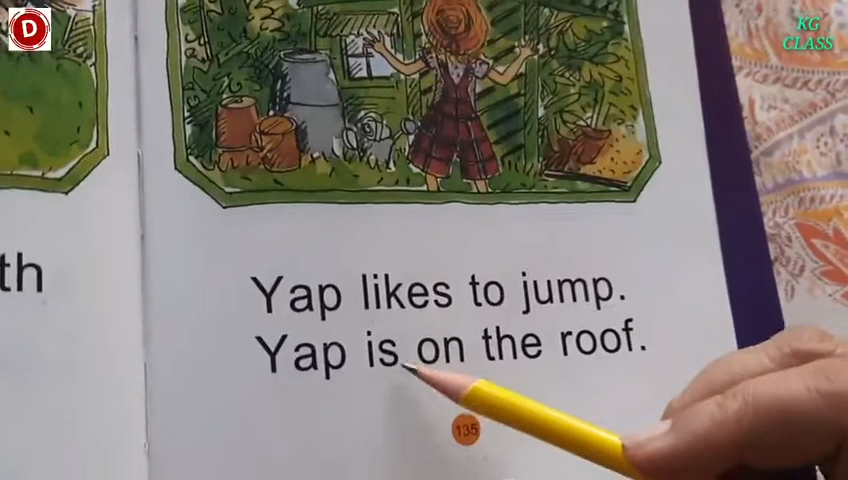 D
KG
CLASS
th
Yap likes to jump.
Yap is on the roof.
135